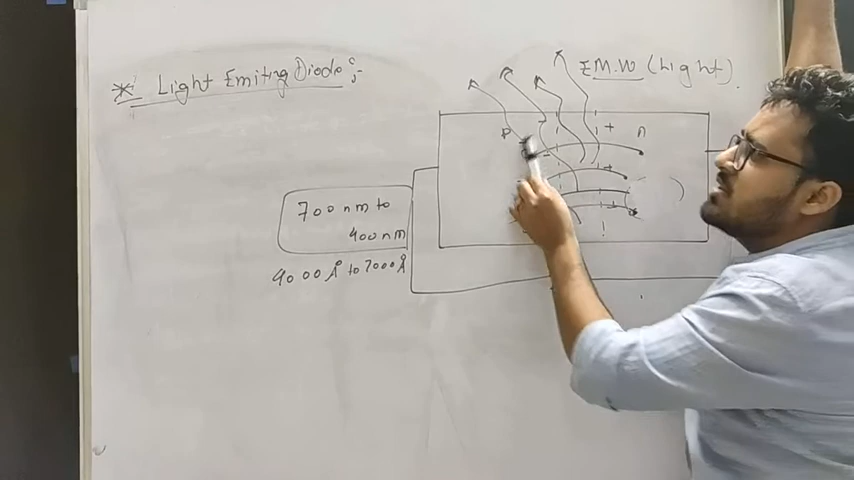 * Light Emiting Diode :-
E.M.W (Light).
P
n
700 nm to
400 nm
4000 Å to 7000 Å